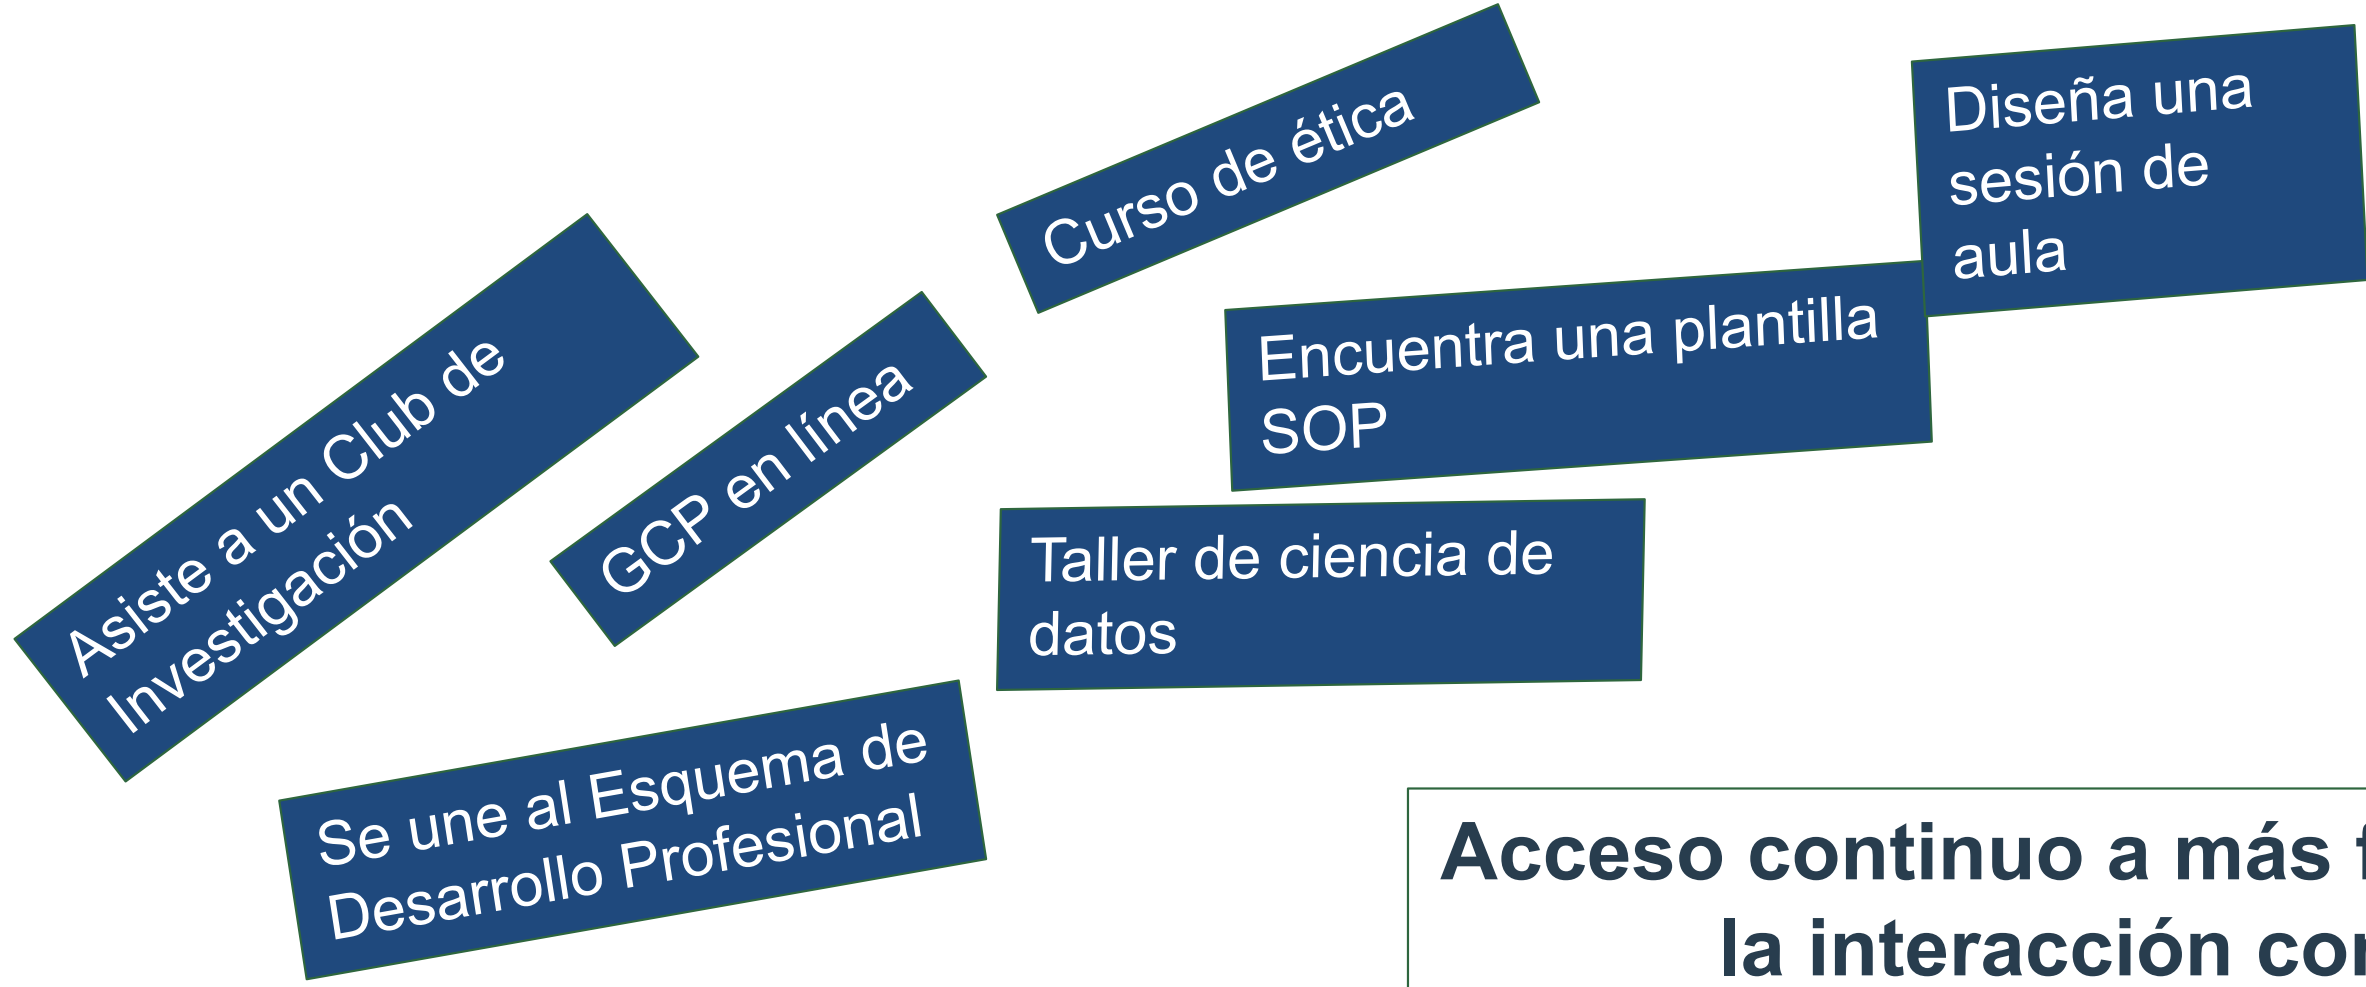 Asiste a un Club de
Investigación
GCP en línea
Curso de ética
Diseña una
sesión de
aula
Encuentra una plantilla
SOP
Taller de ciencia de
datos
Se une al Esquema de
Desarrollo Profesional
Acceso continuo a más
la interacción